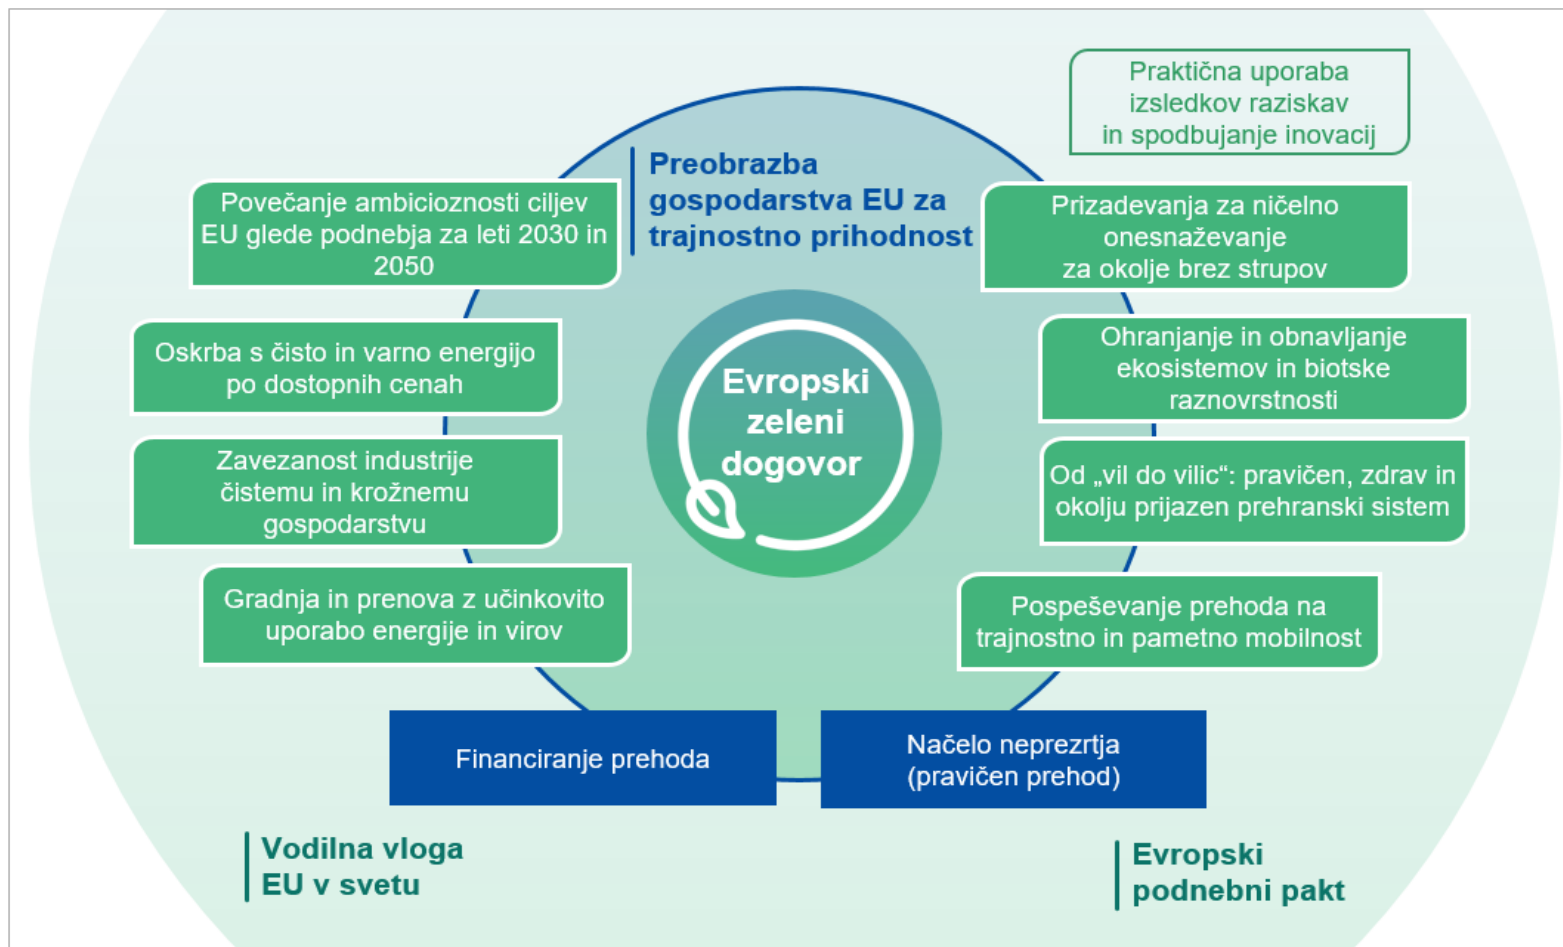 Praktična uporaba
izsledkov raziskav
in spodbujanje inovacij
Preobrazba
gospodarstva EU za
trajnostno prihodnost
Povečanje ambicioznosti ciljev
EU glede podnebja za leti 2030 in
2050
Prizadevanja za ničelno
onesnaževanje
za okolje brez strupov
Oskrba s čisto in varno energijo
po dostopnih cenah
Ohranjanje in obnavljanje
ekosistemov in biotske
raznovrstnosti
Evropski
zeleni
dogovor
Zavezanost industrije
čistemu in krožnemu
gospodarstvu
Od „vil do vilic“: pravičen, zdrav in
okolju prijazen prehranski sistem
Gradnja in prenova z učinkovito
uporabo energije in virov
Pospeševanje prehoda na
trajnostno in pametno mobilnost
Financiranje prehoda
Načelo neprezrtja
(pravičen prehod)
Vodilna vloga
EU v svetu
Evropski
podnebni pakt